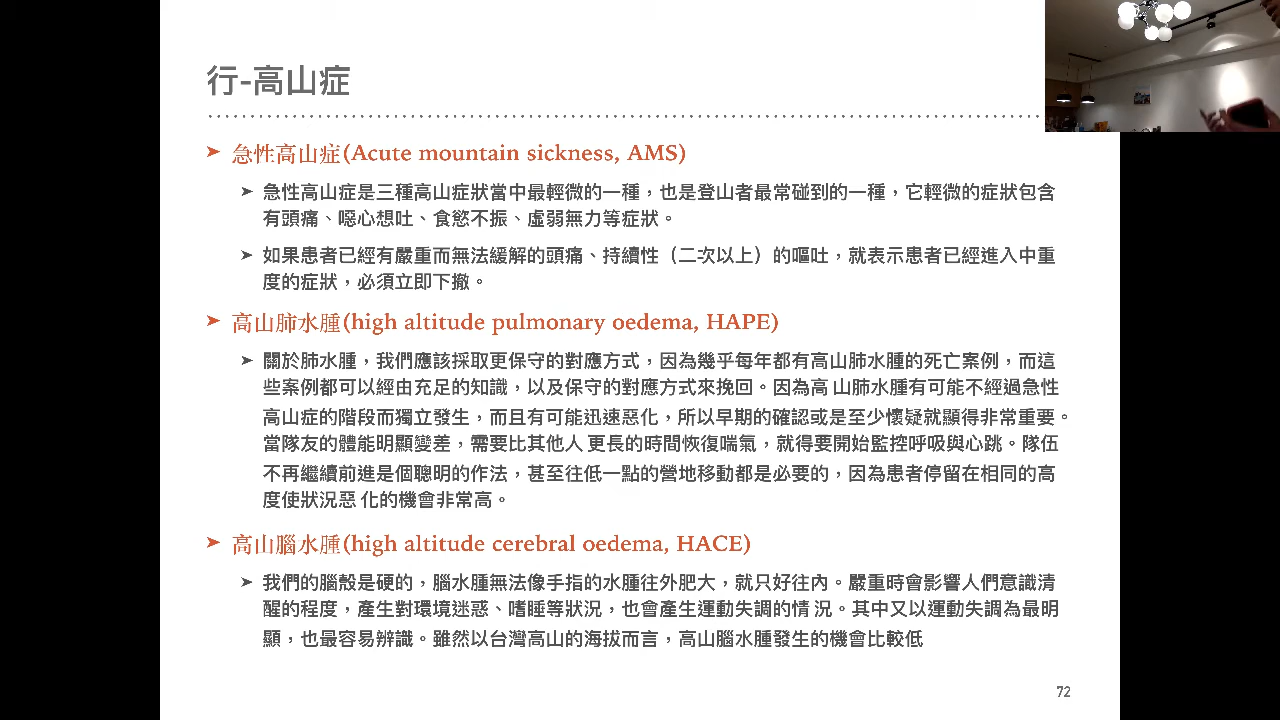 行-高山症
➤ 急性高山症(Acute mountain sickness, AMS)
➤ 急性高山症是三種高山症狀當中最輕微的一種，也是登山者最常碰到的一種，它輕微的症狀包含
有頭痛、噁心想吐、食慾不振、虛弱無力等症狀。
➤ 如果患者已經有嚴重而無法緩解的頭痛、持續性（二次以上）的嘔吐，就表示患者已經進入中重
度的症狀，必須立即下撤。
➤ 高山肺水腫(high altitude pulmonary oedema, HAPE)
➤ 關於肺水腫，我們應該採取更保守的對應方式，因為幾乎每年都有高山肺水腫的死亡案例，而這
些案例都可以經由充足的知識，以及保守的對應方式來挽回。因為高 山肺水腫有可能不經過急性
高山症的階段而獨立發生，而且有可能迅速惡化，所以早期的確認或是至少懷疑就顯得非常重要。
當隊友的體能明顯變差，需要比其他人 更長的時間恢復喘氣，就得要開始監控呼吸與心跳。隊伍
不再繼續前進是個聰明的作法，甚至往低一點的營地移動都是必要的，因為患者停留在相同的高
度使狀況惡 化的機會非常高。
➤ 高山腦水腫(high altitude cerebral oedema, HACE)
➤ 我們的腦殼是硬的，腦水腫無法像手指的水腫往外肥大，就只好往內。嚴重時會影響人們意識清
醒的程度，產生對環境迷惑、嗜睡等狀況，也會產生運動失調的情 況。其中又以運動失調為最明
顯，也最容易辨識。雖然以台灣高山的海拔而言，高山腦水腫發生的機會比較低
72